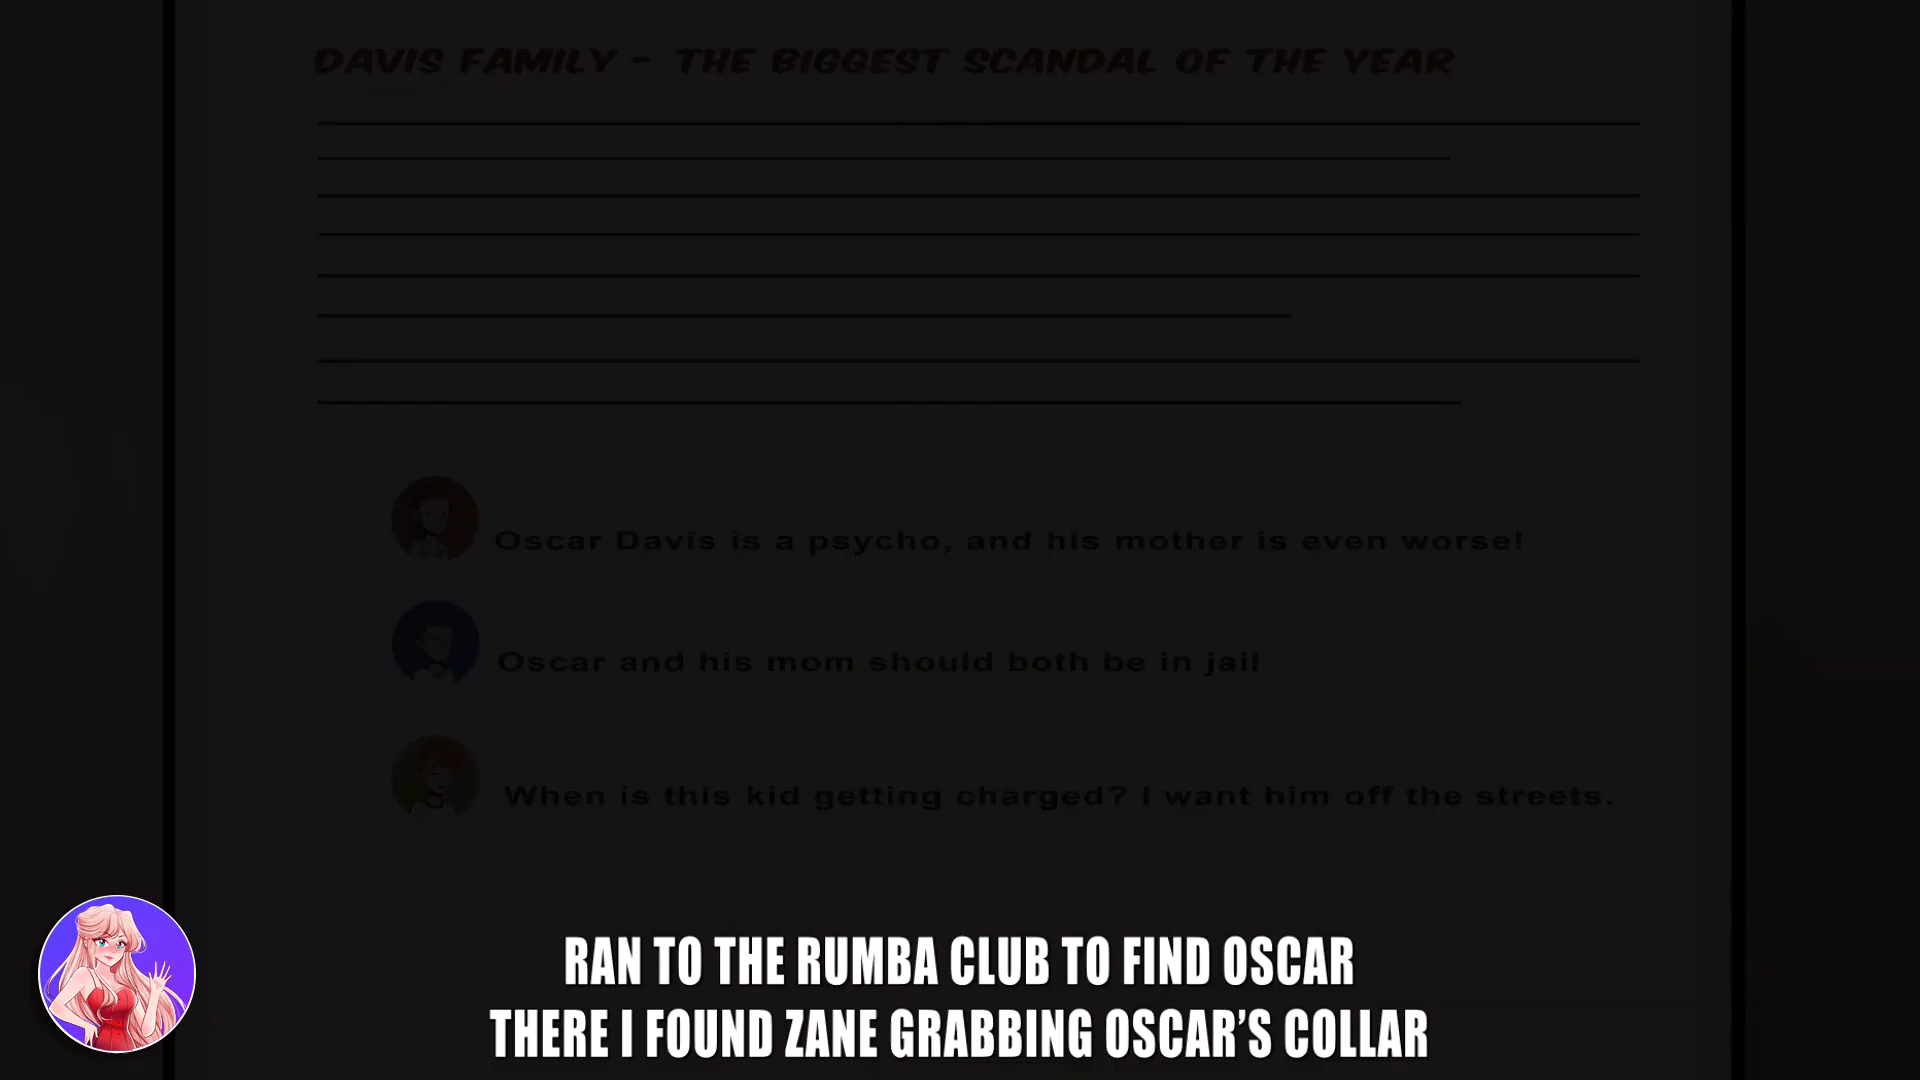 DAVIS FAMILY - THE BIGGEST SCANDAL OF THE YEAR
Oscar Davis is a psycho, and his mother is even worse!
Oscar and his mom should both be in jail
When is this kid getting charged? I want him off the streets.
RAN TO THE RUMBA CLUB TO FIND OSCAR
THERE I FOUND ZANE GRABBING OSCAR’S COLLAR